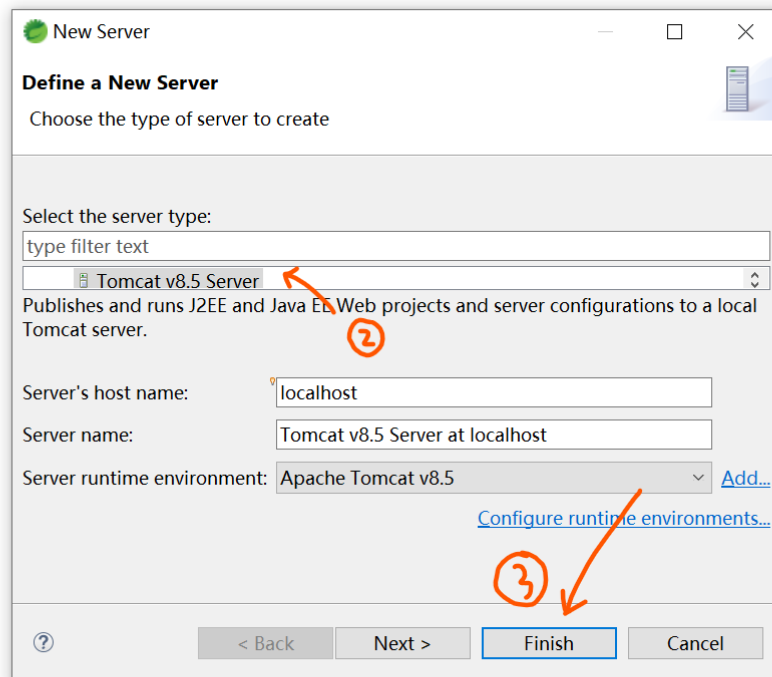 New Server
Define a New Server
Choose the type of server to create
Select the server type:
type filter text
Tomcat v8.5 Server
Publishes and runs J2EE and Java EE Web projects and server configurations to a local
Tomcat server.
②
Server's host name:
localhost
Server name:
Tomcat v8.5 Server at localhost
Server runtime environment:
Apache Tomcat v8.5
Add...
Configure runtime environments...
③
?
< Back
Next >
Finish
Cancel